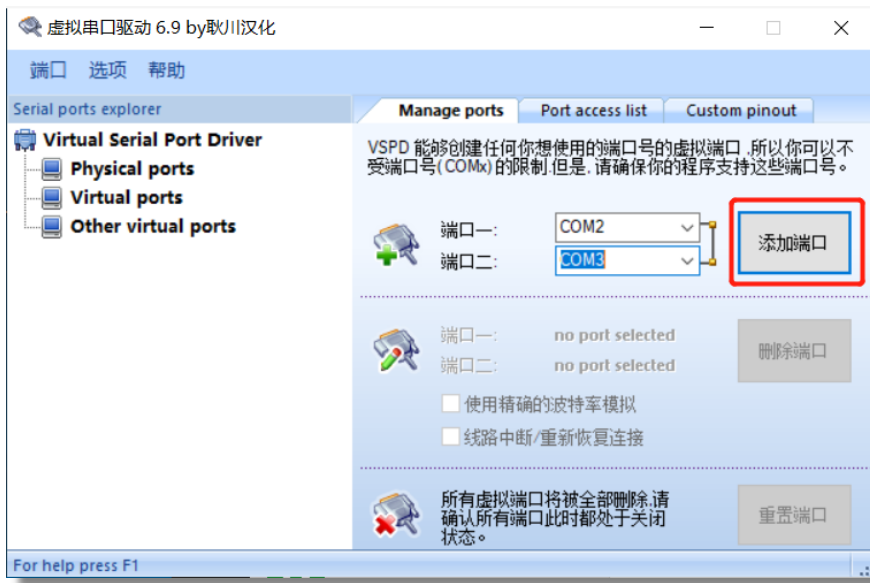 虚拟串口驱动 6.9 by耿川汉化
端口 选项 帮助
Serial ports explorer
Virtual Serial Port Driver
Physical ports
Virtual ports
Other virtual ports
Manage ports Port access list Custom pinout
VSPD 能够创建任何你想使用的端口号的虚拟端口 .所以你可以不
受端口号(COMx)的限制.但是, 请确保你的程序支持这些端口号。
端口一: COM2
端口二: COM3
添加端口
端口一: no port selected
端口二: no port selected
删除端口
使用精确的波特率模拟
线路中断/重新恢复连接
所有虚拟端口将被全部删除.请
确认所有端口此时都处于关闭
状态。
重置端口
For help press F1